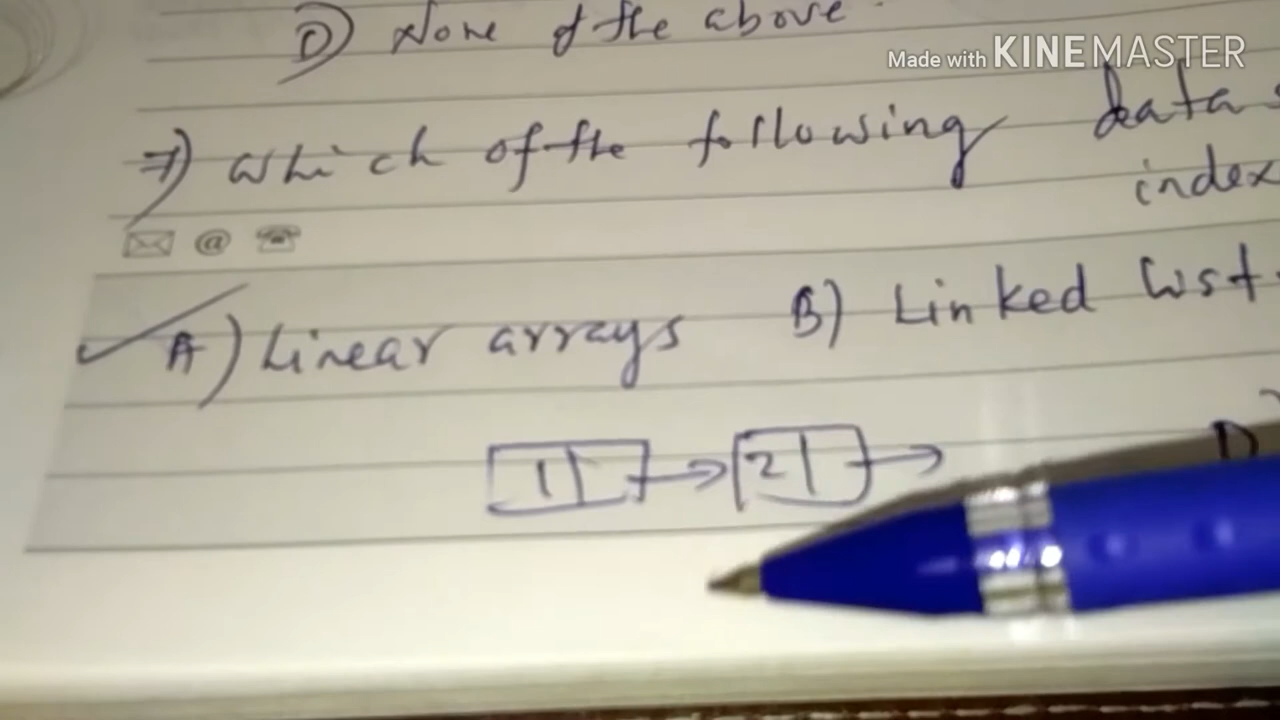 D) None of the above.
Made with KINEMASTER
7) Which of the following data
index
A) Linear arrays B) Linked list.
1 2
D